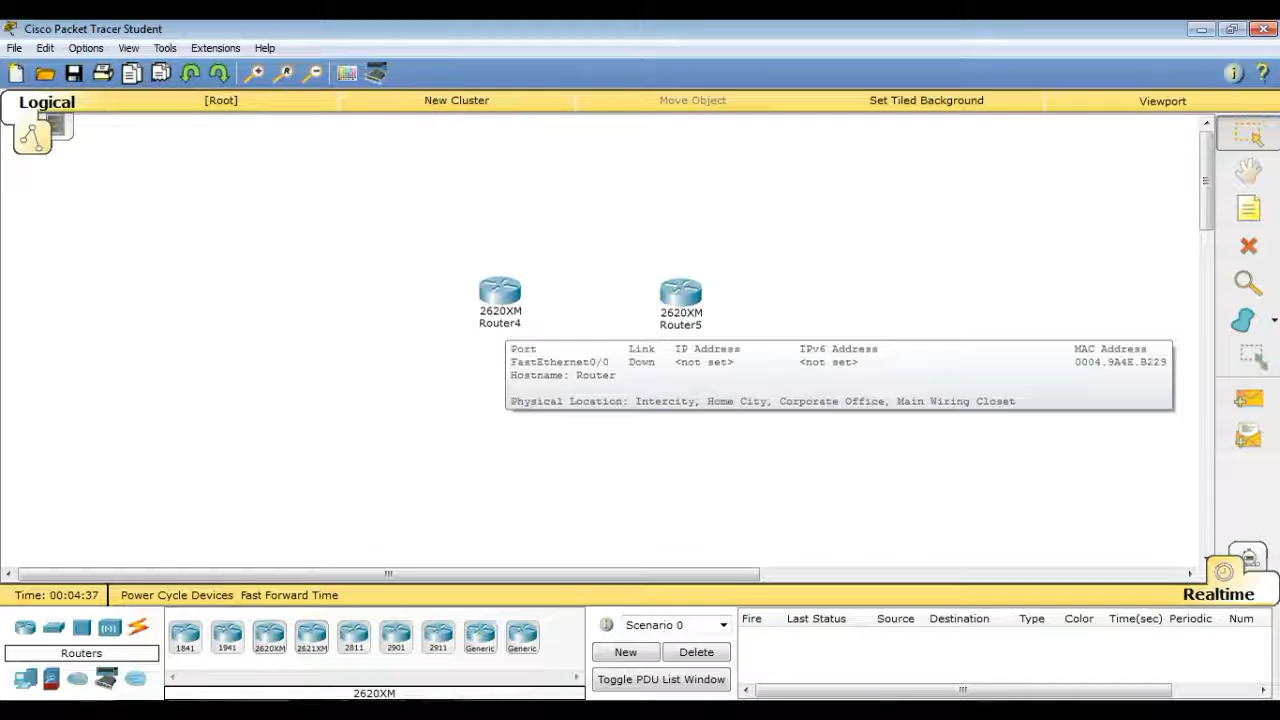 Cisco Packet Tracer Student
File Edit Options View Tools Extensions Help
Logical [Root] New Cluster Move Object Set Tiled Background Viewport
2620XM
Router4
2620XM
Router5
Port Link IP Address IPv6 Address MAC Address
FastEthernet0/0 Down <not set> <not set> 0004.9A4E.B229
Hostname: Router
Physical Location: Intercity, Home City, Corporate Office, Main Wiring Closet
Time: 00:04:37 Power Cycle Devices Fast Forward Time Realtime
Routers
1841 1941 2620XM 2621XM 2811 2901 2911 Generic Generic
2620XM
Scenario 0
New Delete
Toggle PDU List Window
Fire Last Status Source Destination Type Color Time(sec) Periodic Num